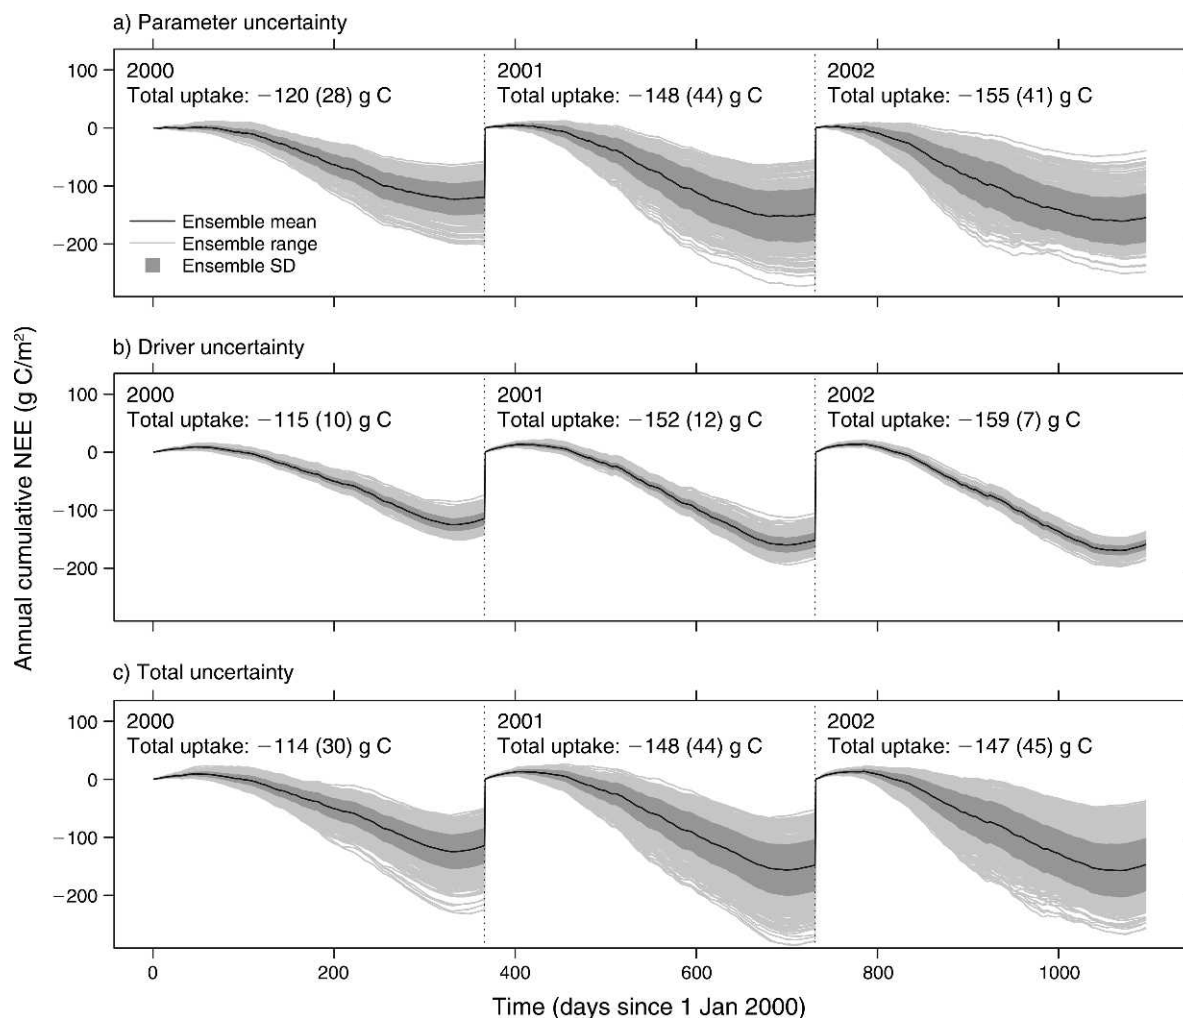 a) Parameter uncertainty
100
0
−100
−200
2000
Total uptake: −120 (28) g C
2001
Total uptake: −148 (44) g C
2002
Total uptake: −155 (41) g C
Ensemble mean
Ensemble range
Ensemble SD
Annual cumulative NEE (g C/m²)
b) Driver uncertainty
100
0
−100
−200
2000
Total uptake: −115 (10) g C
2001
Total uptake: −152 (12) g C
2002
Total uptake: −159 (7) g C
c) Total uncertainty
100
0
−100
−200
2000
Total uptake: −114 (30) g C
2001
Total uptake: −148 (44) g C
2002
Total uptake: −147 (45) g C
0 200 400 600 800 1000
Time (days since 1 Jan 2000)